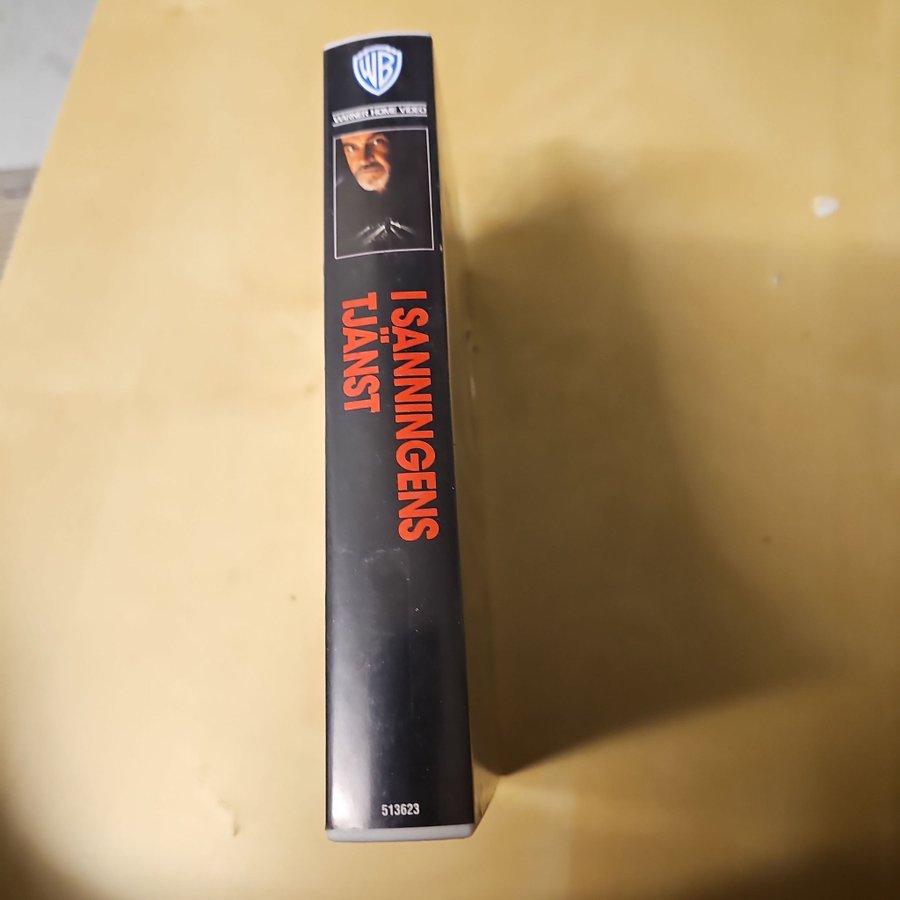 WB
WARNER HOME VIDEO
I SANNINGENS
TJÄNST
513623